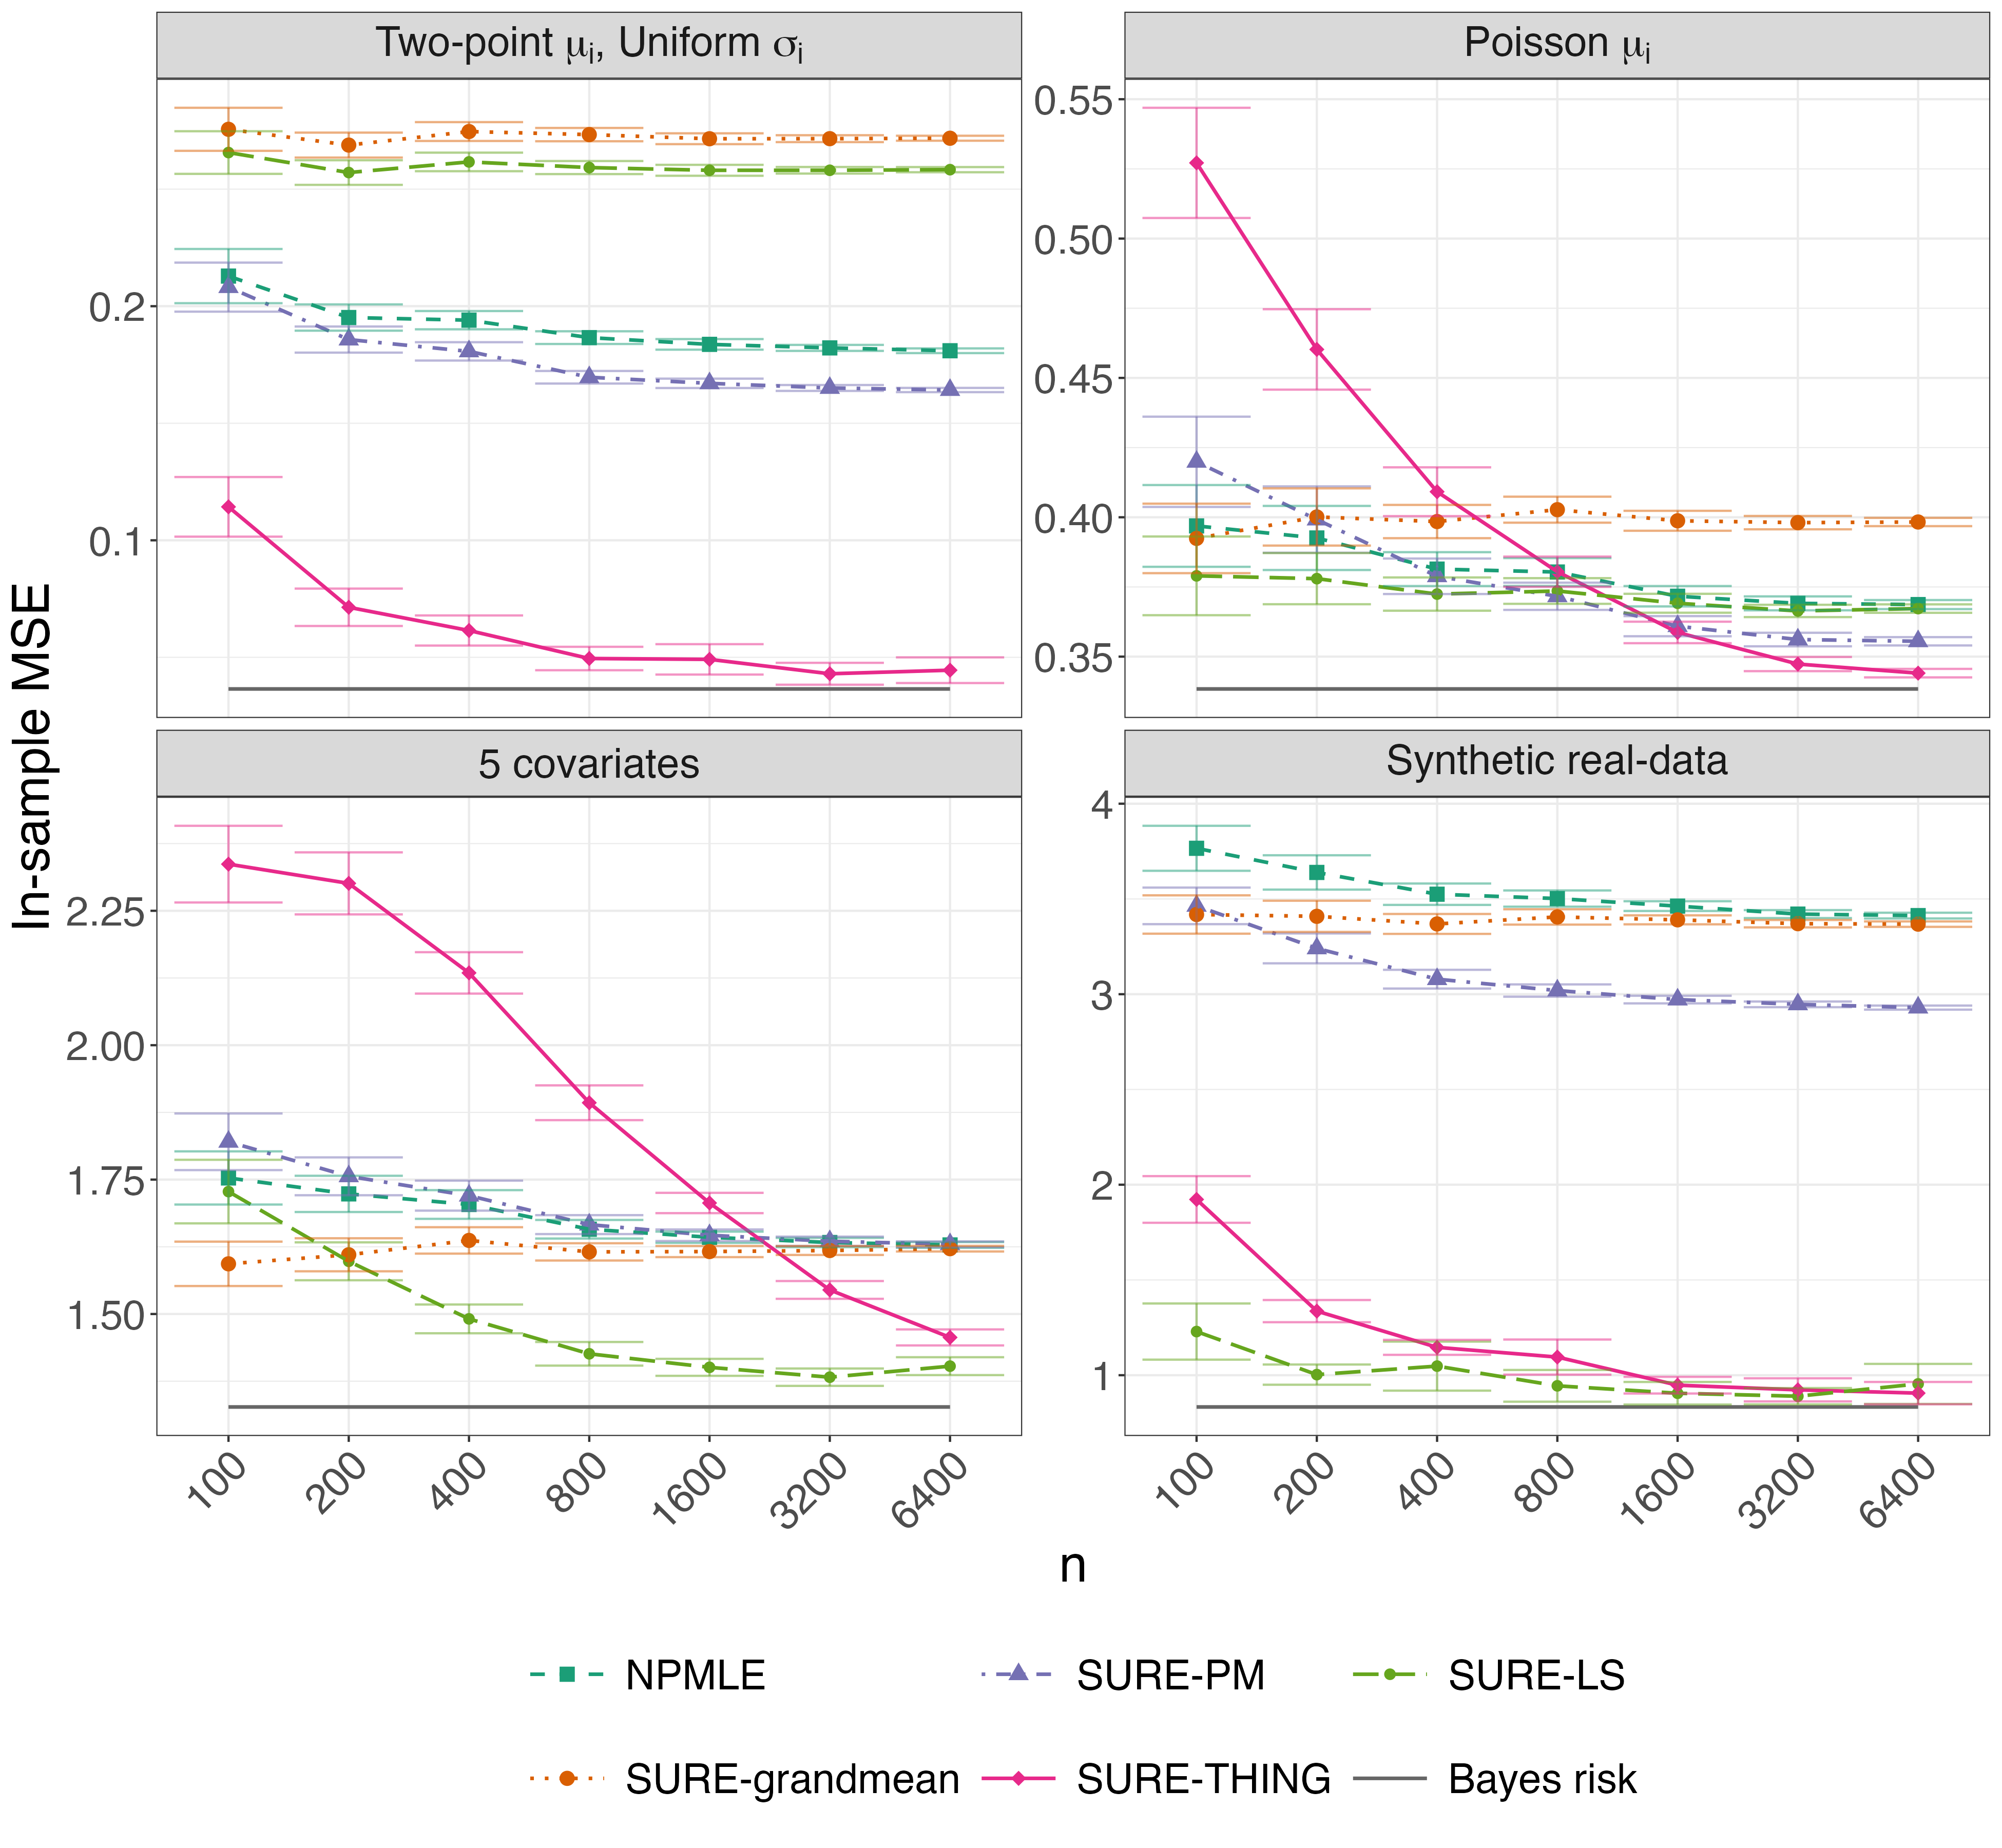 Two-point μi, Uniform σi
Poisson μi
0.2
0.1
0.55
0.50
0.45
0.40
0.35
In-sample MSE
5 covariates
Synthetic real-data
2.25
2.00
1.75
1.50
4
3
2
1
100 200 400 800 1600 3200 6400
100 200 400 800 1600 3200 6400
n
NPMLE SURE-PM SURE-LS
SURE-grandmean SURE-THING Bayes risk